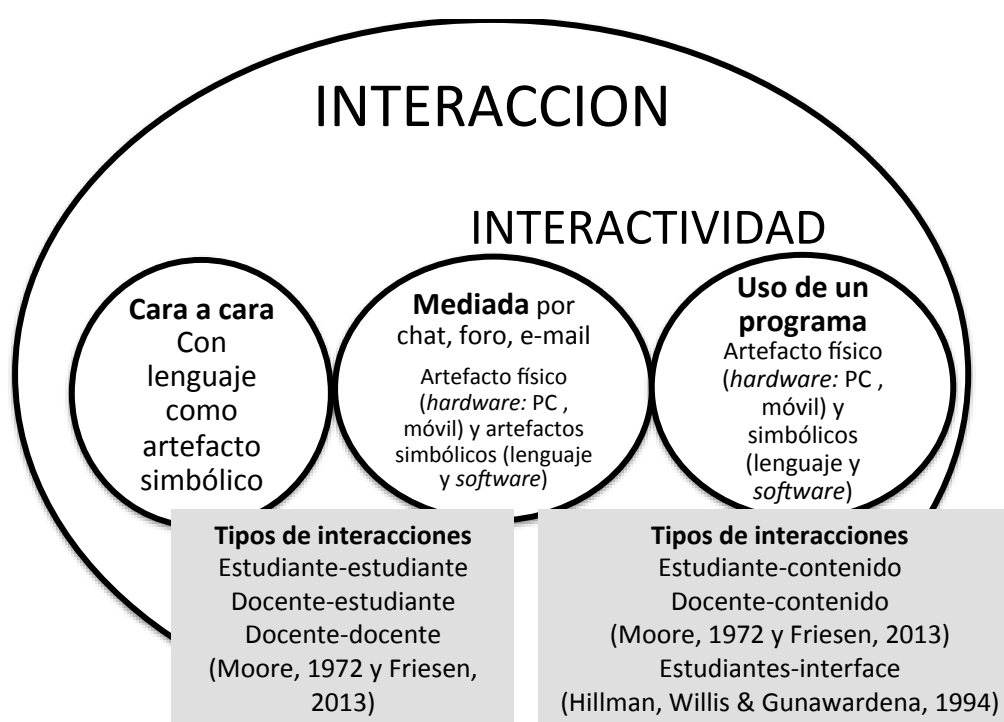 INTERACCION
INTERACTIVIDAD
Cara a cara
Con
lenguaje
como
artefacto
simbólico
Mediada por
chat, foro, e-mail
Artefacto físico
(hardware: PC ,
móvil) y artefactos
simbólicos (lenguaje
y software)
Uso de un
programa
Artefacto físico
(hardware: PC ,
móvil) y
simbólicos
(lenguaje y
software)
Tipos de interacciones
Estudiante-estudiante
Docente-estudiante
Docente-docente
(Moore, 1972 y Friesen,
2013)
Tipos de interacciones
Estudiante-contenido
Docente-contenido
(Moore, 1972 y Friesen, 2013)
Estudiantes-interface
(Hillman, Willis & Gunawardena, 1994)